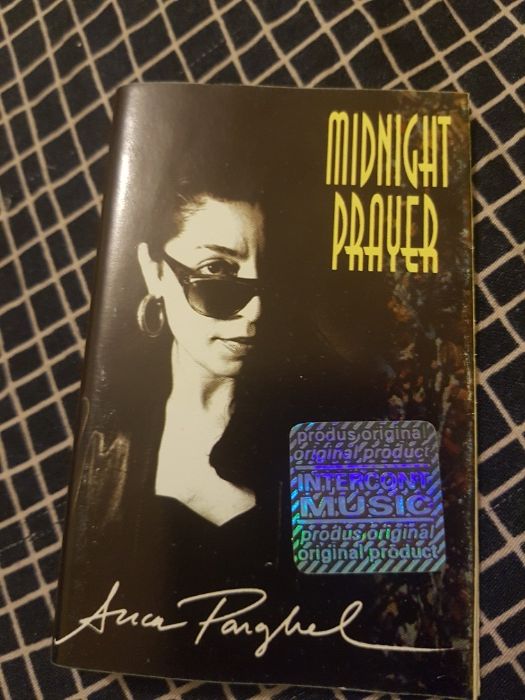 MIDNIGHT
PRAYER
produs original
original product
INTERCONT
MUSIC
produs original
original product
Anca Parghel